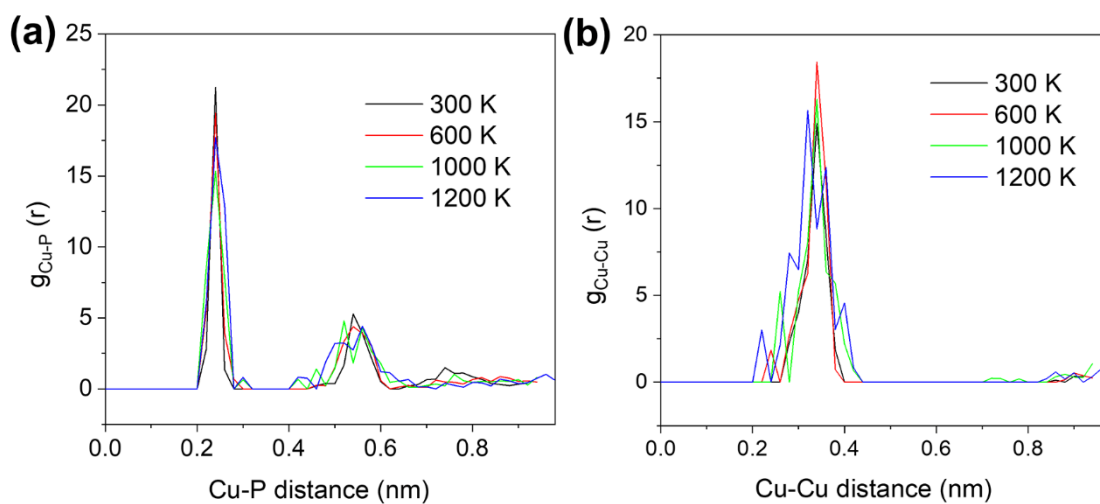 (a)
25
20
15
10
5
0
g_Cu-P (r)
300 K
600 K
1000 K
1200 K
0.0 0.2 0.4 0.6 0.8
Cu-P distance (nm)
(b)
20
15
10
5
0
g_Cu-Cu (r)
300 K
600 K
1000 K
1200 K
0.0 0.2 0.4 0.6 0.8
Cu-Cu distance (nm)